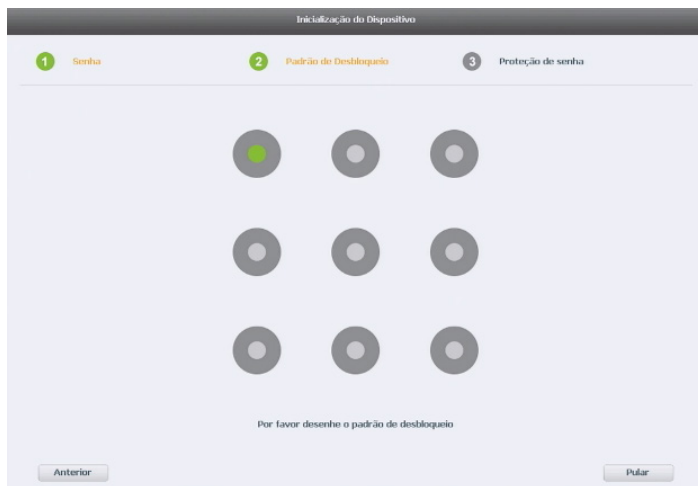 Inicialização do Dispositivo
1 Senha 2 Padrão de Desbloqueio 3 Proteção de senha
Por favor desenhe o padrão de desbloqueio
Anterior Pular